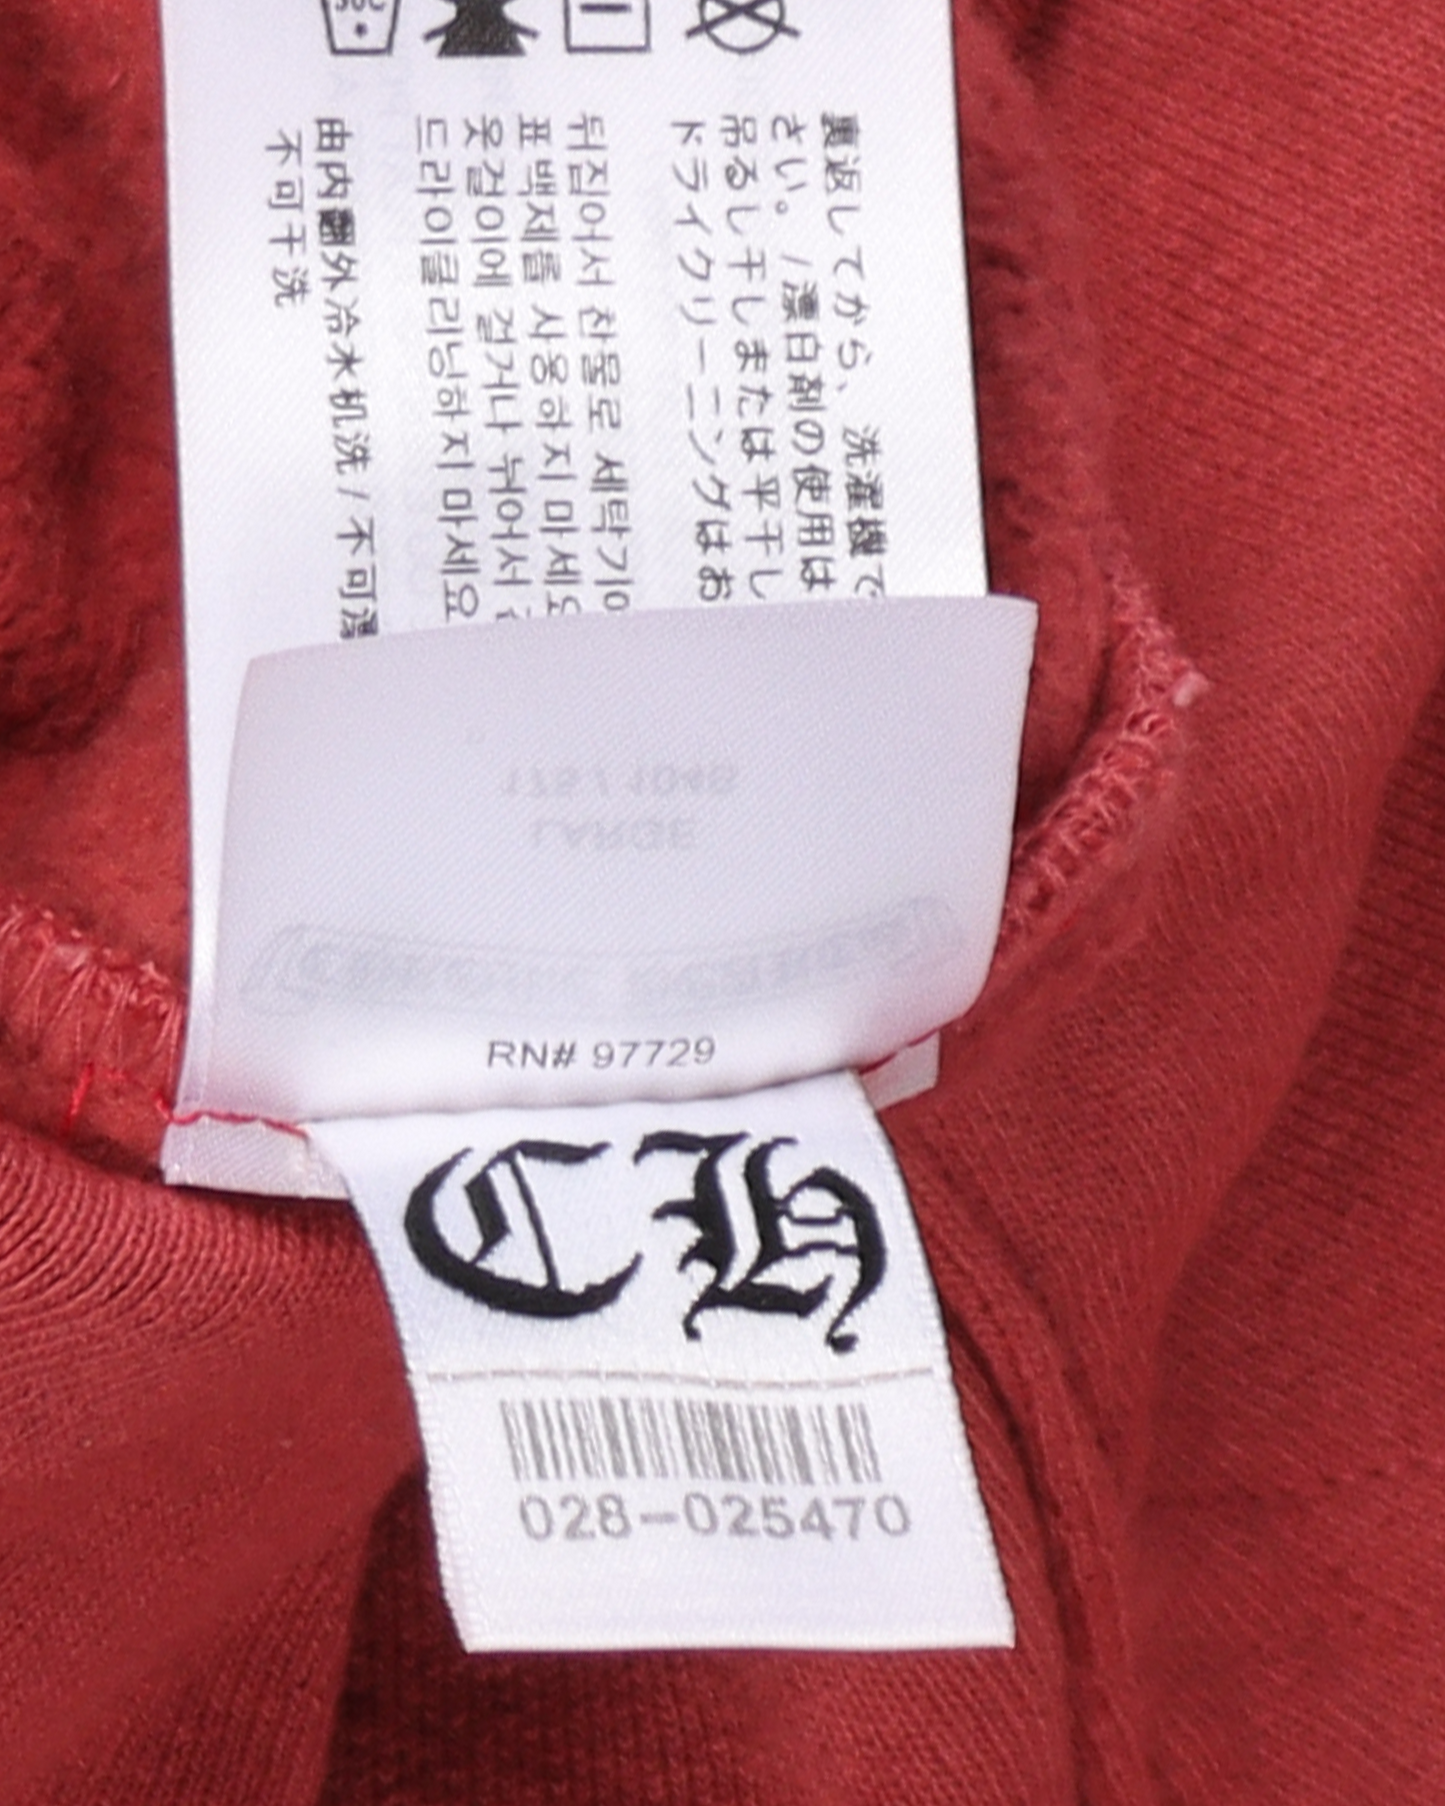 裏返してから、洗濯機で
さい。/漂白剤の使用は
吊るし干しまたは平干し
ドライクリーニングはお
뒤집어서 찬물로 세탁기에
표백제를 사용하지 마세요
옷걸이에 걸거나 뉘어서
드라이클리닝하지 마세요
由内翻外冷水机洗/不可漂
不可干洗
LARGE
RN# 97729
CH
028-025470